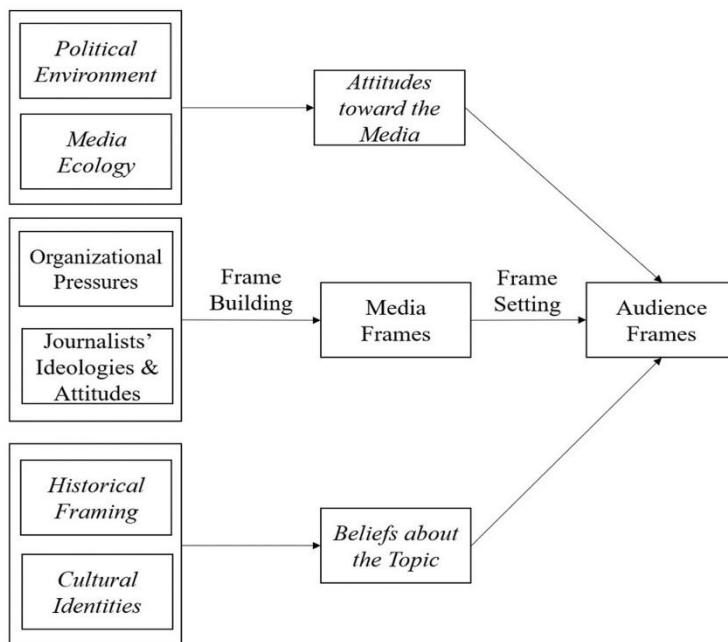 Political
Environment
Media
Ecology
Attitudes
toward the
Media
Organizational
Pressures
Journalists'
Ideologies &
Attitudes
Frame
Building
Media
Frames
Frame
Setting
Audience
Frames
Historical
Framing
Cultural
Identities
Beliefs about
the Topic